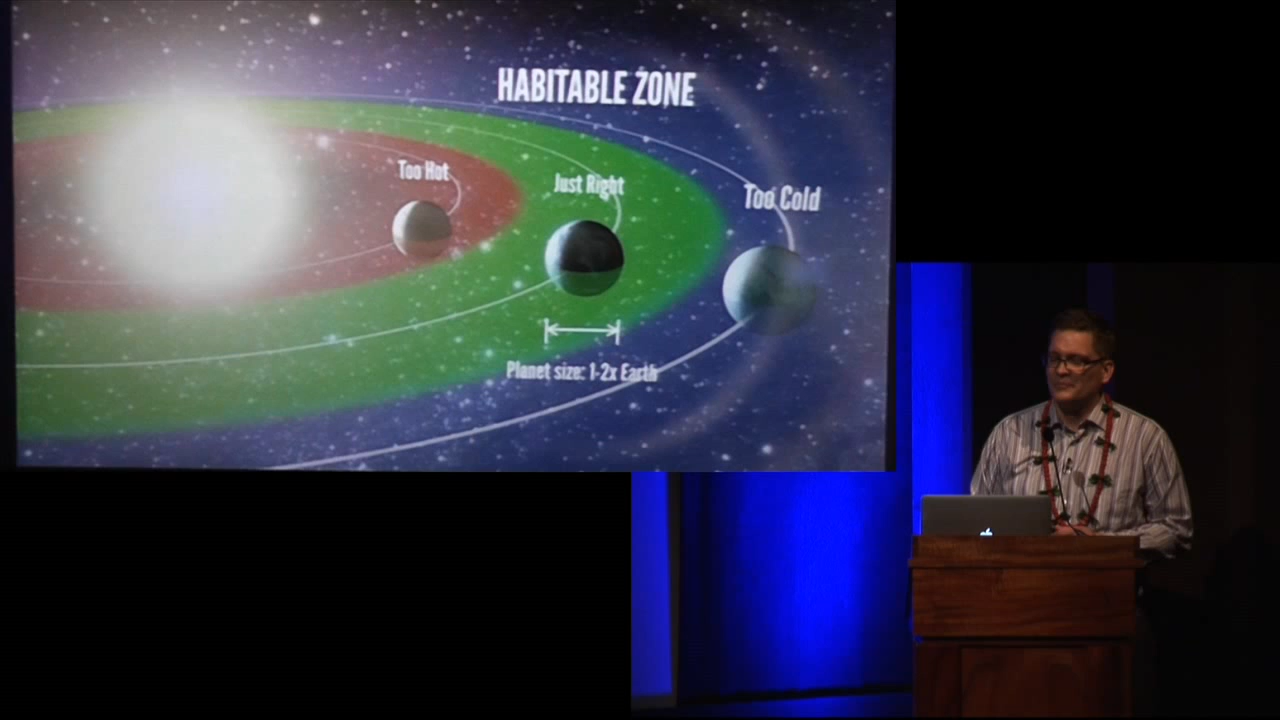 HABITABLE ZONE
Too Hot
Just Right
Too Cold
Planet size: 1-2x Earth